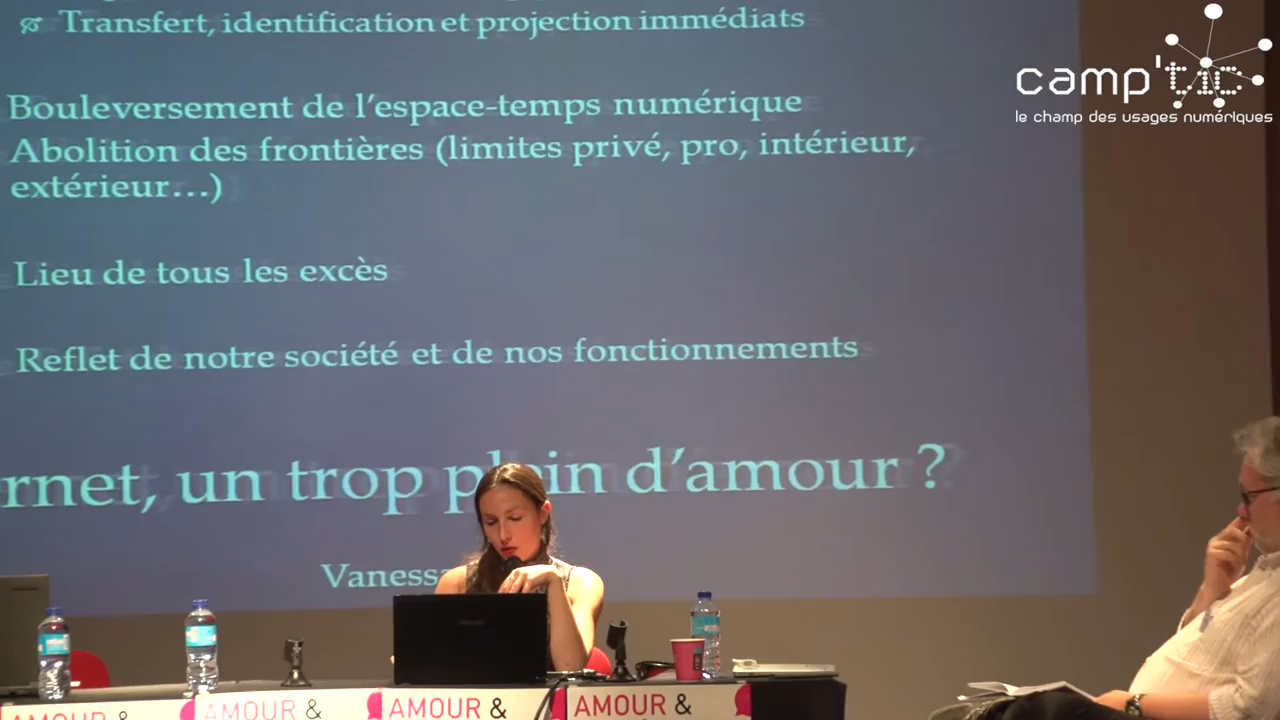 Transfert, identification et projection immédiats
camp'tic
le champ des usages numériques
Bouleversement de l'espace-temps numérique
Abolition des frontières (limites privé, pro, intérieur,
extérieur…)
Lieu de tous les excès
Reflet de notre société et de nos fonctionnements
rnet, un trop plein d'amour ?
Vanessa
AMOUR &
AMOUR &
AMOUR &
AMOUR &